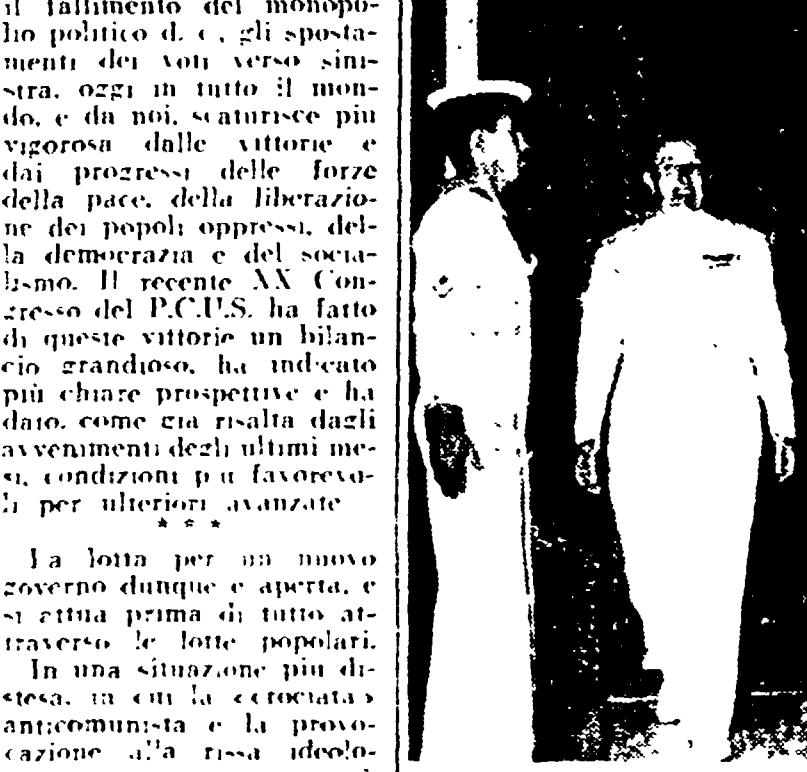 il fallimento del monopo-
lio politico d. c., gli sposta-
menti dei voti verso sini-
stra, oggi in tutto il mon-
do, e da noi, scaturisce più
vigorosa dalle vittorie e
dai progressi delle forze
della pace, della liberazio-
ne dei popoli oppressi, del-
la democrazia e del socia-
lismo. Il recente XX Con-
gresso del P.C.U.S. ha fatto
di queste vittorie un bilan-
cio grandioso, ha indicato
più chiare prospettive e ha
dato, come già risalta dagli
avvenimenti degli ultimi me-
si, condizioni più favorevo-
li per ulteriori avanzate
* * *
La lotta per un nuovo
governo dunque è aperta, e
si attua prima di tutto at-
traverso le lotte popolari.
In una situazione più di-
stesa, in cui la «crociata»
anticomunista e la provo-
cazione alla rissa ideolo-